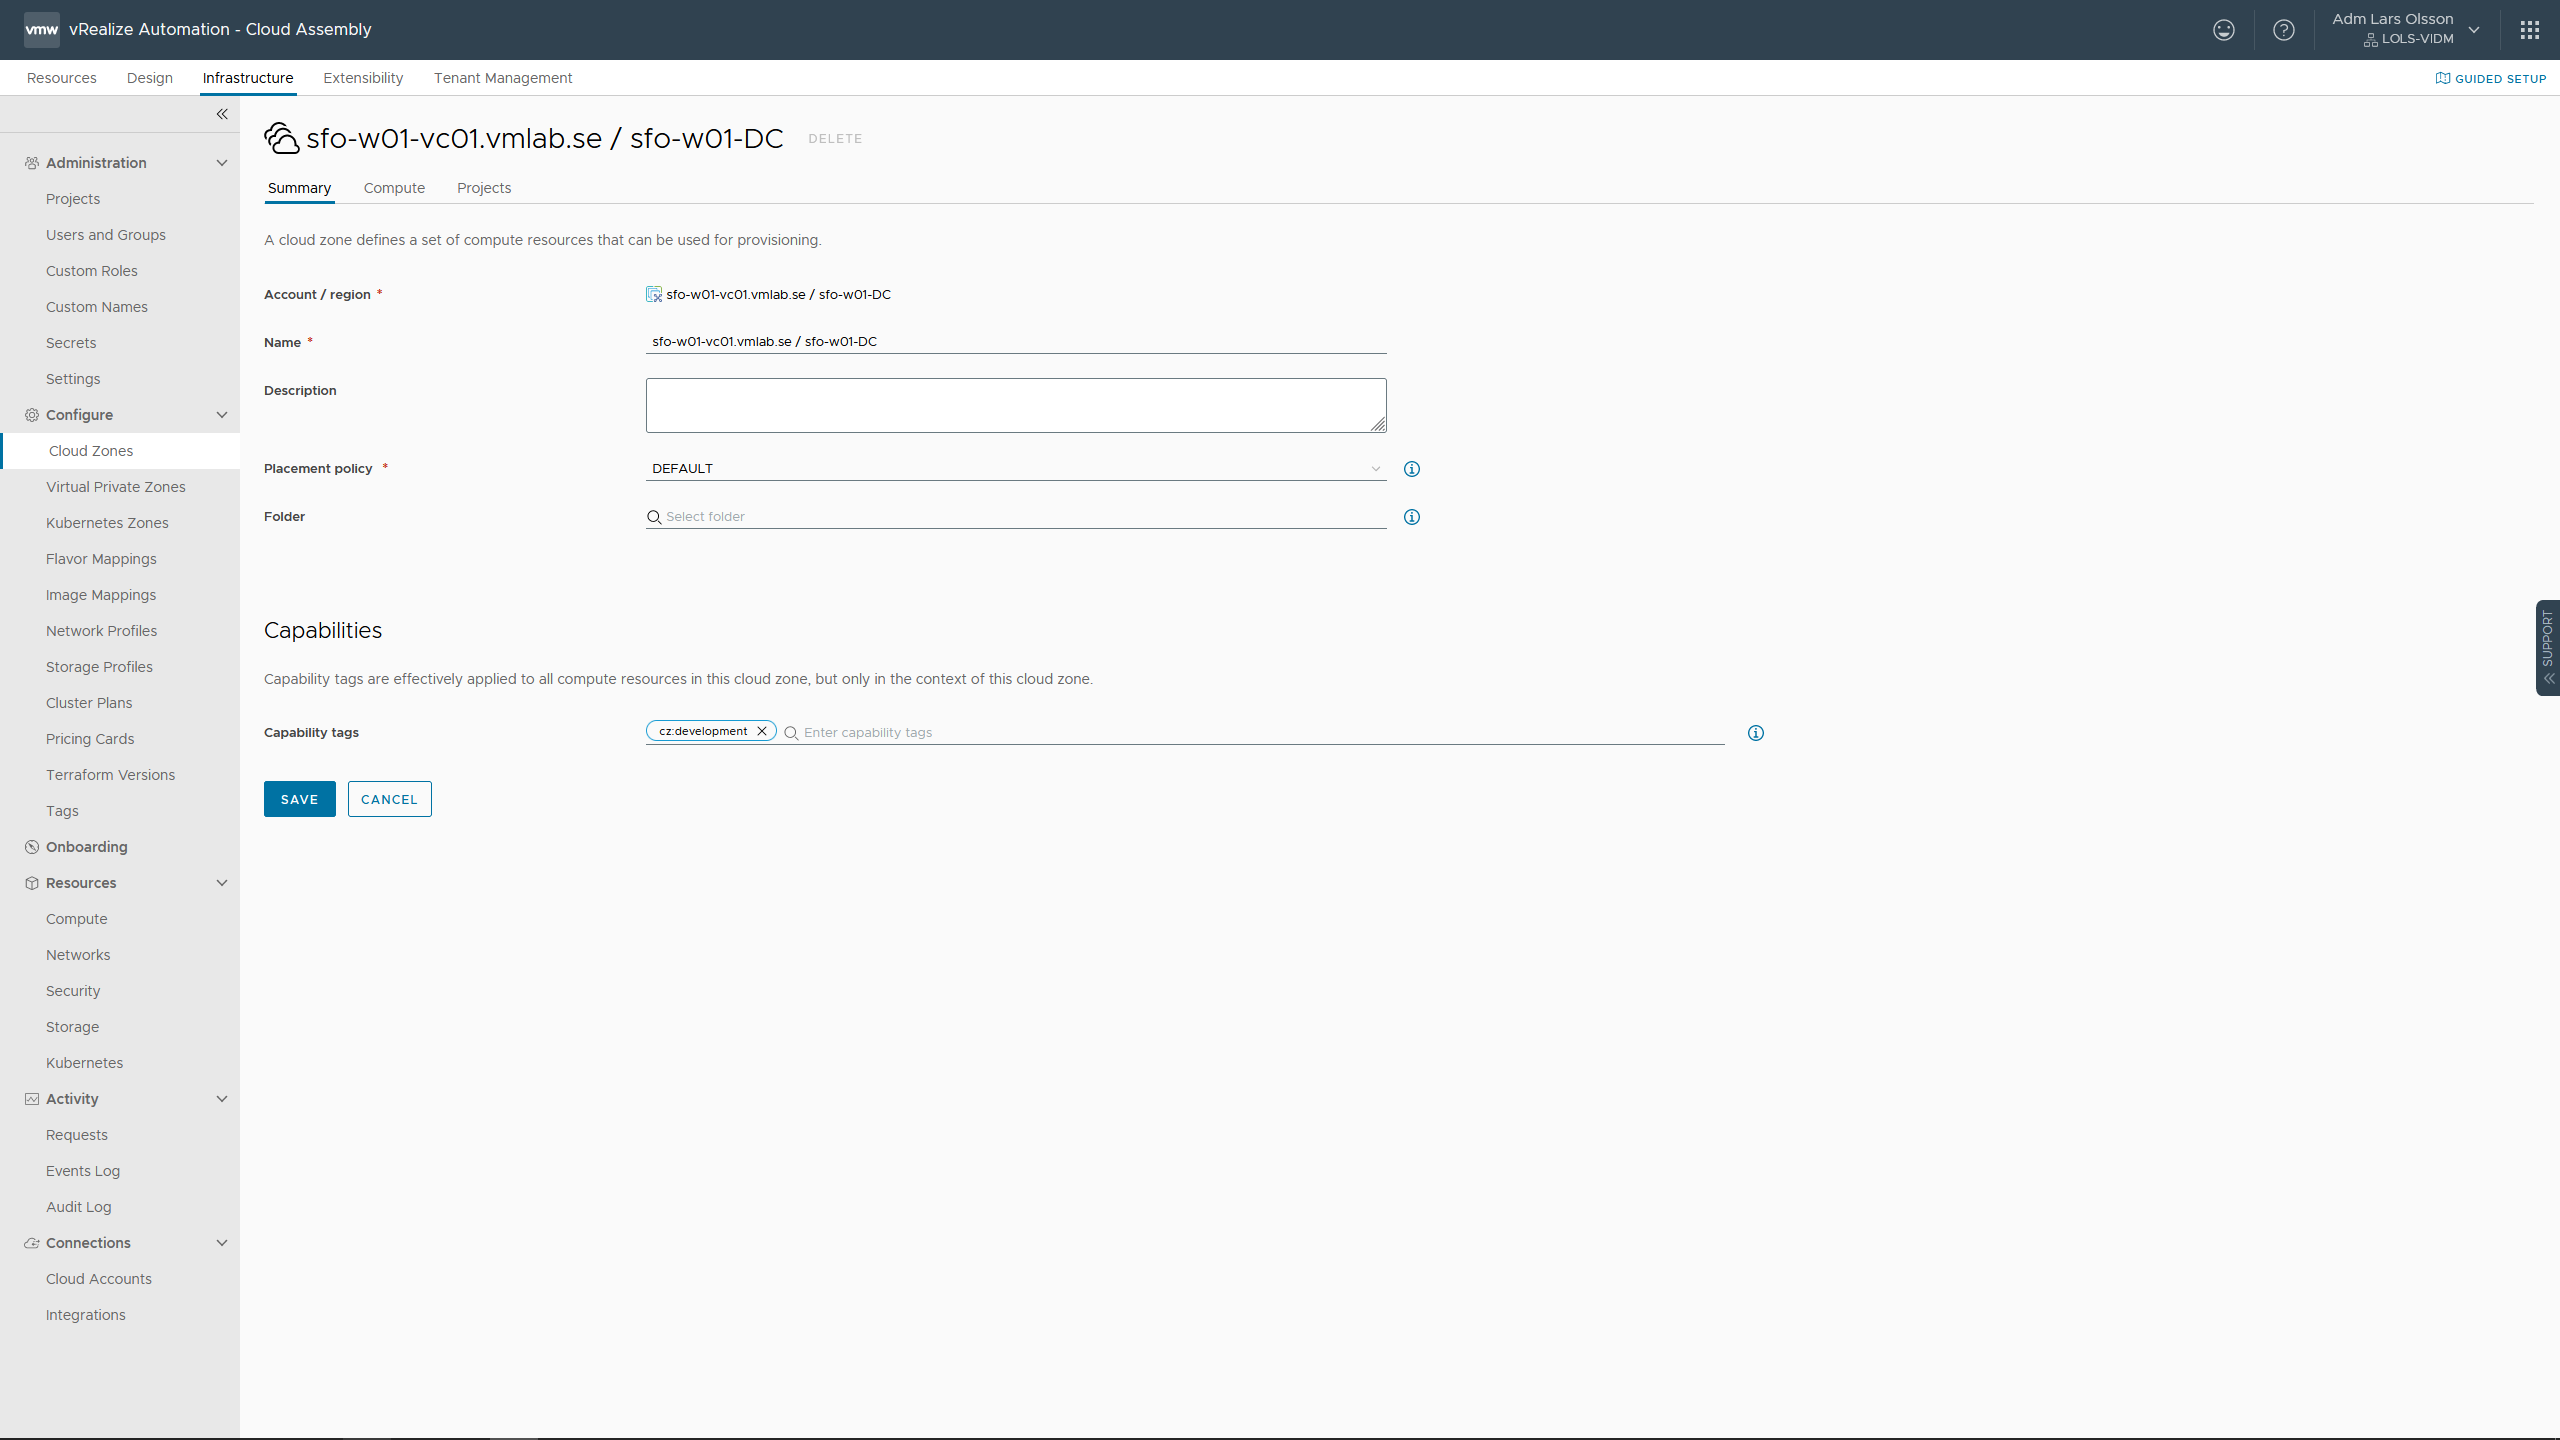 vmw vRealize Automation - Cloud Assembly
Adm Lars Olsson
LOLS-VIDM
Resources Design Infrastructure Extensibility Tenant Management
GUIDED SETUP
Administration
Projects
Users and Groups
Custom Roles
Custom Names
Secrets
Settings
Configure
Cloud Zones
Virtual Private Zones
Kubernetes Zones
Flavor Mappings
Image Mappings
Network Profiles
Storage Profiles
Cluster Plans
Pricing Cards
Terraform Versions
Tags
Onboarding
Resources
Compute
Networks
Security
Storage
Kubernetes
Activity
Requests
Events Log
Audit Log
Connections
Cloud Accounts
Integrations
sfo-w01-vc01.vmlab.se / sfo-w01-DC DELETE
Summary Compute Projects
A cloud zone defines a set of compute resources that can be used for provisioning.
Account / region * sfo-w01-vc01.vmlab.se / sfo-w01-DC
Name * sfo-w01-vc01.vmlab.se / sfo-w01-DC
Description
Placement policy * DEFAULT
Folder Select folder
Capabilities
Capability tags are effectively applied to all compute resources in this cloud zone, but only in the context of this cloud zone.
Capability tags cz:development Enter capability tags
SAVE CANCEL
SUPPORT